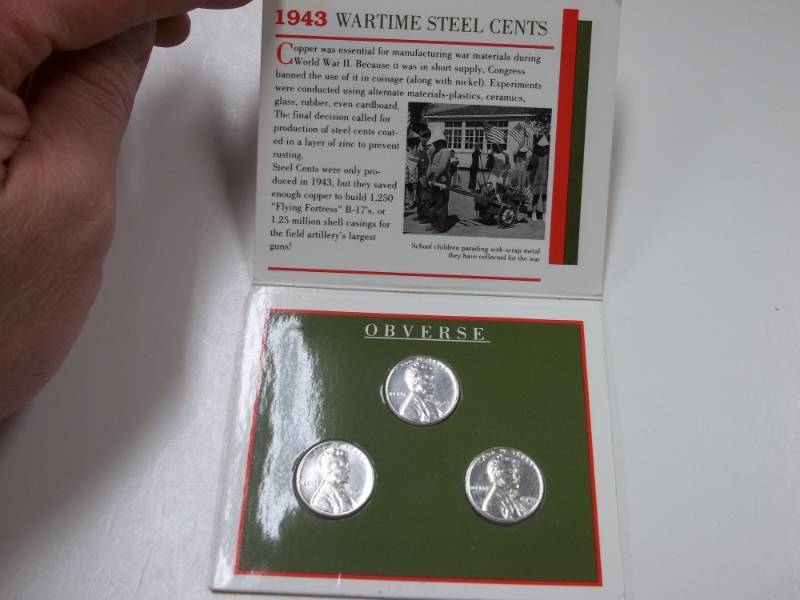 1943 WARTIME STEEL CENTS
Copper was essential for manufacturing war materials during
World War II. Because it was in short supply, Congress
banned the use of it in coinage (along with nickel). Experiments
were conducted using alternate materials-plastics, ceramics,
glass, rubber, even cardboard.
The final decision called for
production of steel cents coat-
ed in a layer of zinc to prevent
rusting.
Steel Cents were only pro-
duced in 1943, but they saved
enough copper to build 1,250
"Flying Fortress" B-17's, or
1.25 million shell casings for
the field artillery's largest
guns!
School children parading with scrap metal
they have collected for the war
OBVERSE